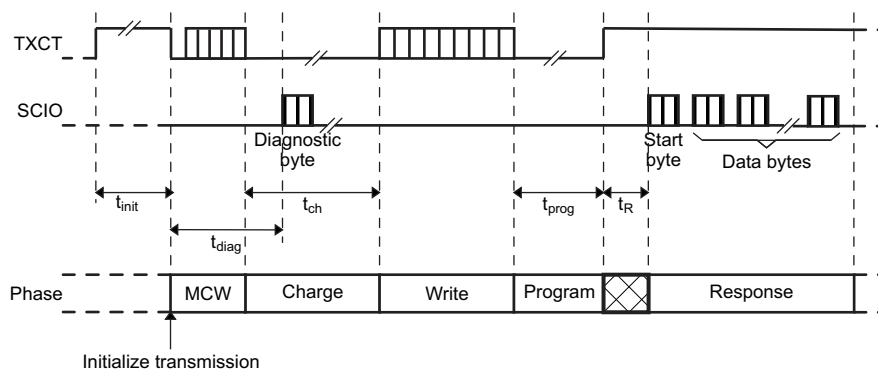 TXCT
SCIO
Diagnostic
byte
Start
byte
Data bytes
tinit
tch
tprog
tR
tdiag
Phase
MCW
Charge
Write
Program
Response
Initialize transmission